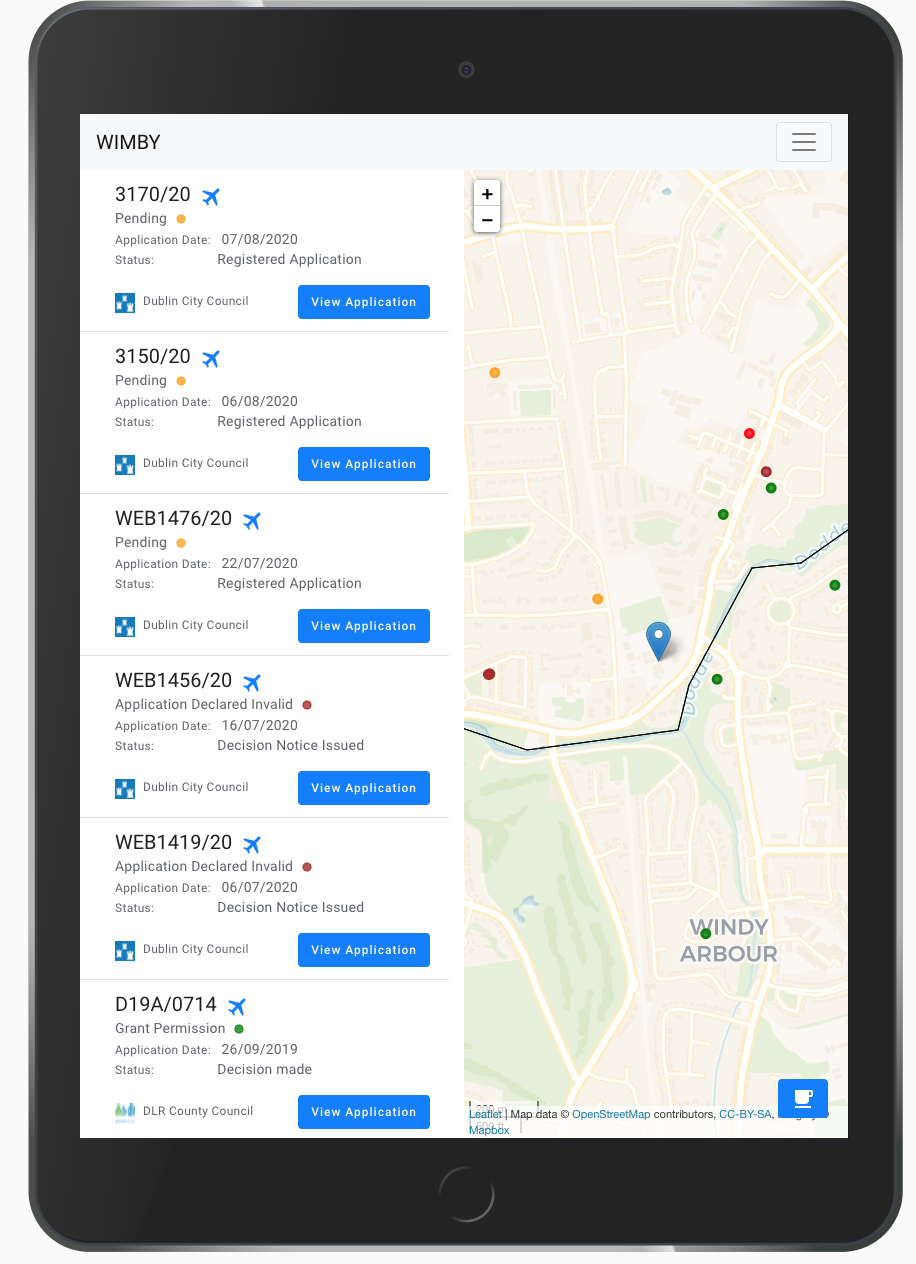 WIMBY
3170/20
Pending
Application Date: 07/08/2020
Status: Registered Application
Dublin City Council
View Application
3150/20
Pending
Application Date: 06/08/2020
Status: Registered Application
Dublin City Council
View Application
WEB1476/20
Pending
Application Date: 22/07/2020
Status: Registered Application
Dublin City Council
View Application
WEB1456/20
Application Declared Invalid
Application Date: 16/07/2020
Status: Decision Notice Issued
Dublin City Council
View Application
WEB1419/20
Application Declared Invalid
Application Date: 06/07/2020
Status: Decision Notice Issued
Dublin City Council
View Application
D19A/0714
Grant Permission
Application Date: 26/09/2019
Status: Decision made
DLR County Council
View Application
+
−
Dodde
Dodde
WINDY
ARBOUR
200 m
600 ft
Leaflet | Map data © OpenStreetMap contributors, CC-BY-SA,
Mapbox